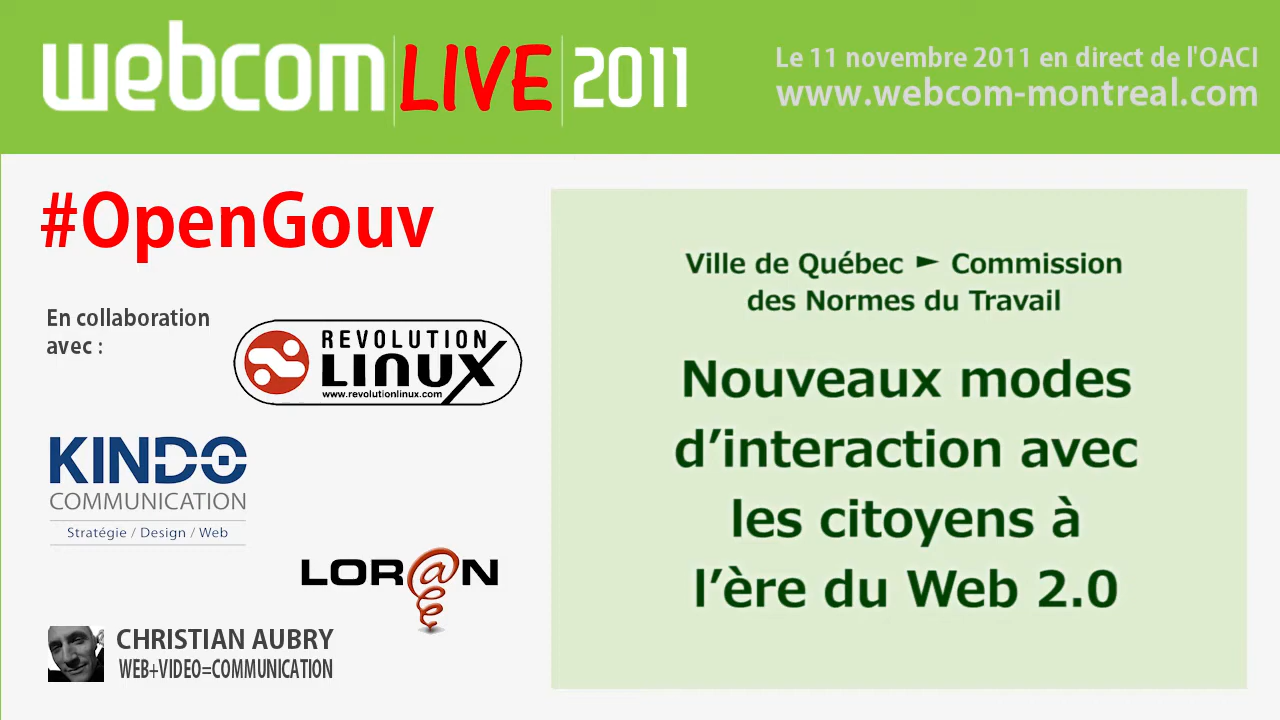 webcom LIVE 2011
Le 11 novembre 2011 en direct de l'OACI
www.webcom-montreal.com
#OpenGouv
En collaboration
avec :
REVOLUTION
LINUX
www.revolutionlinux.com
KINDO
COMMUNICATION
Stratégie / Design / Web
LOR@N
CHRISTIAN AUBRY
WEB+VIDEO=COMMUNICATION
Ville de Québec ► Commission
des Normes du Travail
Nouveaux modes
d’interaction avec
les citoyens à
l’ère du Web 2.0